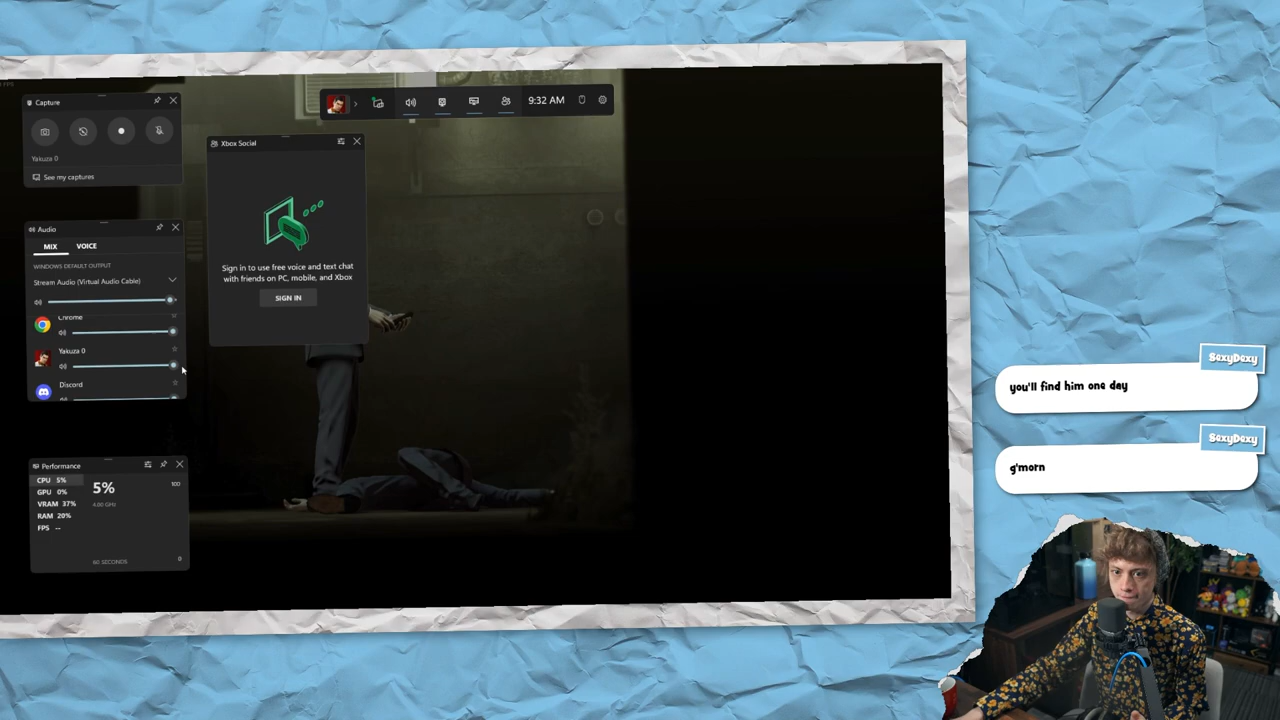 Capture
Yakuza 0
See my captures
9:32 AM
Xbox Social
Sign in to use free voice and text chat
with friends on PC, mobile, and Xbox
SIGN IN
Audio
MIX VOICE
WINDOWS DEFAULT OUTPUT
Stream Audio (Virtual Audio Cable)
Chrome
Yakuza 0
Discord
Performance
CPU 5%
GPU 0%
VRAM 37%
RAM 20%
FPS --
5%
100
4.00 GHz
60 SECONDS
0
SexyDexy
you'll find him one day
SexyDexy
g'morn